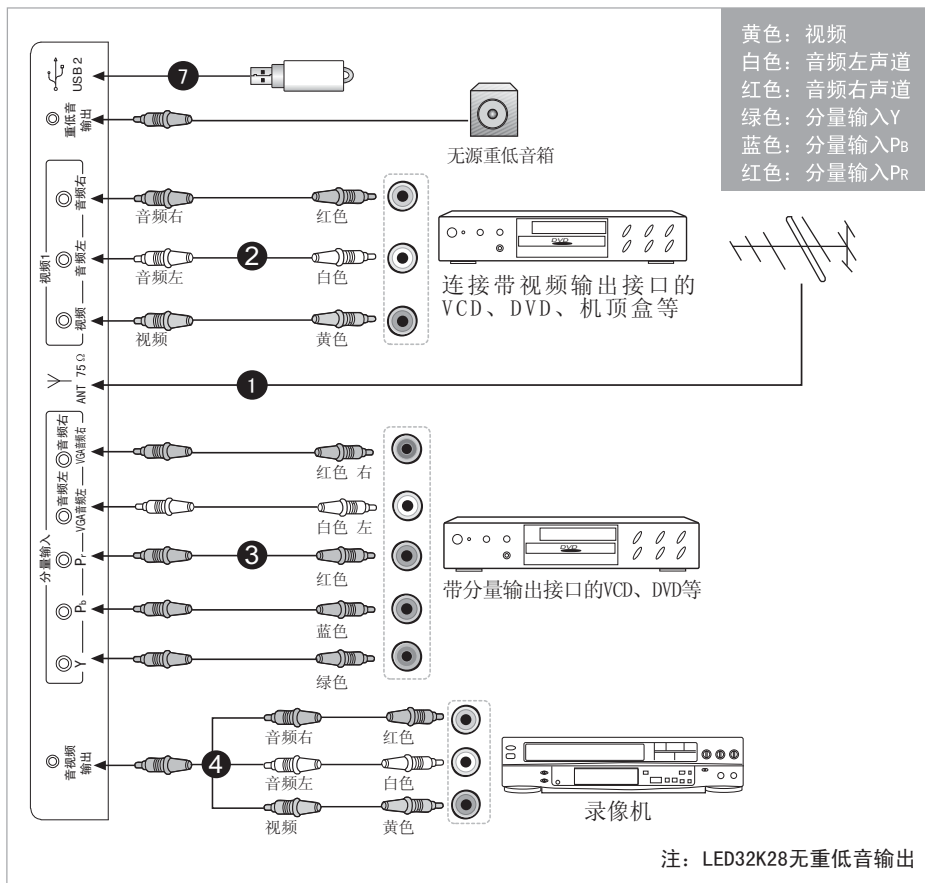 黄色：视频
白色：音频左声道
红色：音频右声道
绿色：分量输入Y
蓝色：分量输入PB
红色：分量输入PR
USB 2
7
重低音
输出
无源重低音箱
视频1
音频右
音频右
红色
音频左
音频左
2
白色
视频
视频
黄色
DVD
连接带视频输出接口的
VCD、DVD、机顶盒等
ANT 75Ω
1
分量输入
音频右
VGA音频右
红色 右
音频左
VGA音频左
白色 左
Pr
3
红色
Pb
蓝色
Y
绿色
DVD
带分量输出接口的VCD、DVD等
音视频
输出
4
音频右
红色
音频左
白色
视频
黄色
录像机
注：LED32K28无重低音输出